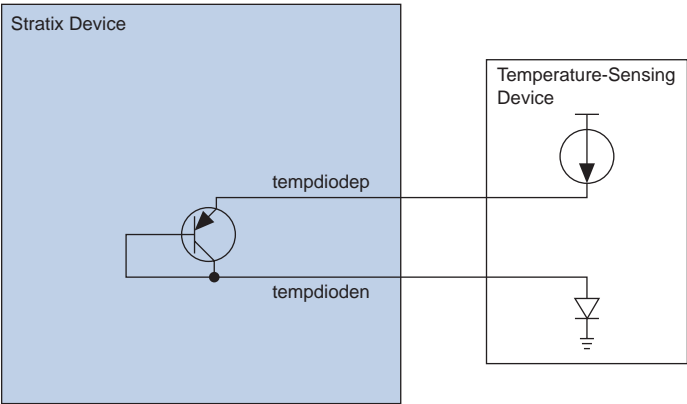 Stratix Device
Temperature-Sensing
Device
tempdiodep
tempdioden